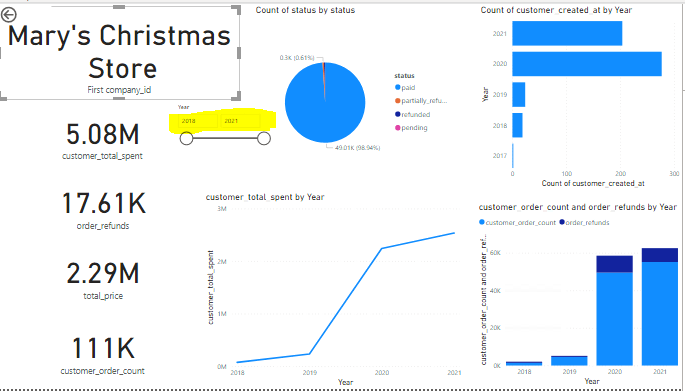 Mary's Christmas
Store
First company_id
5.08M
customer_total_spent
17.61K
order_refunds
2.29M
total_price
111K
customer_order_count
Year
2018
2021
Count of status by status
0.3K (0.61%)
49.01K (98.94%)
status
paid
partially_refu...
refunded
pending
Count of customer_created_at by Year
Year
2021
2020
2019
2018
2017
0
100
200
300
Count of customer_created_at
customer_total_spent by Year
customer_total_spent
3M
2M
1M
0M
2018
2019
2020
2021
Year
customer_order_count and order_refunds by Year
customer_order_count
order_refunds
customer_order_count and order_ref...
60K
40K
20K
0K
2018
2019
2020
2021
Year